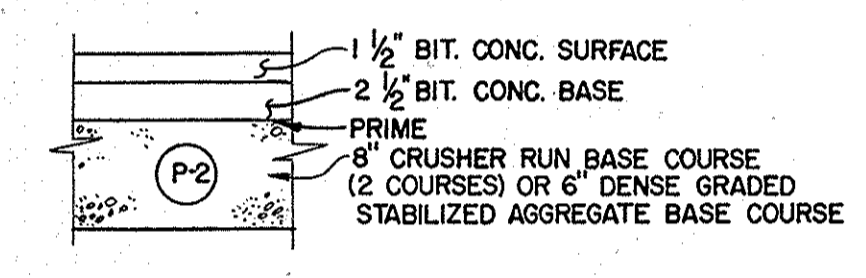 1 1/2" BIT. CONC. SURFACE
2 1/2" BIT. CONC. BASE
PRIME
P-2
8" CRUSHER RUN BASE COURSE
(2 COURSES) OR 6" DENSE GRADED
STABILIZED AGGREGATE BASE COURSE